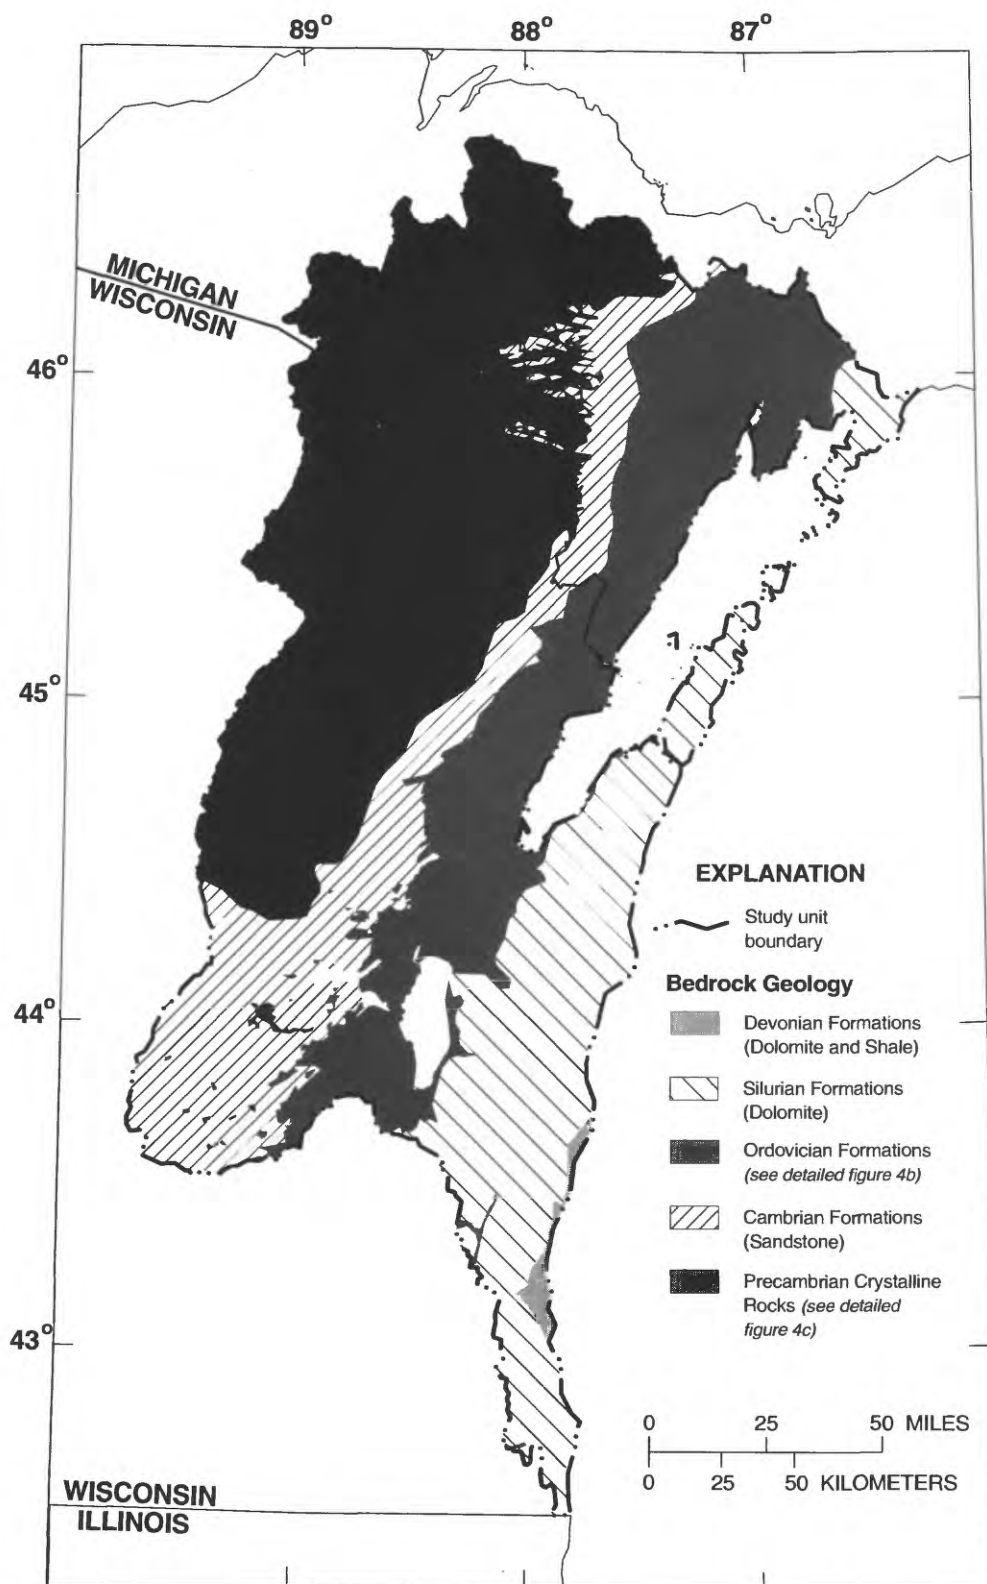 89°
88°
87°
MICHIGAN
WISCONSIN
46°
45°
44°
43°
EXPLANATION
Study unit
boundary
Bedrock Geology
Devonian Formations
(Dolomite and Shale)
Silurian Formations
(Dolomite)
Ordovician Formations
(see detailed figure 4b)
Cambrian Formations
(Sandstone)
Precambrian Crystalline
Rocks (see detailed
figure 4c)
0 25 50 MILES
0 25 50 KILOMETERS
WISCONSIN
ILLINOIS